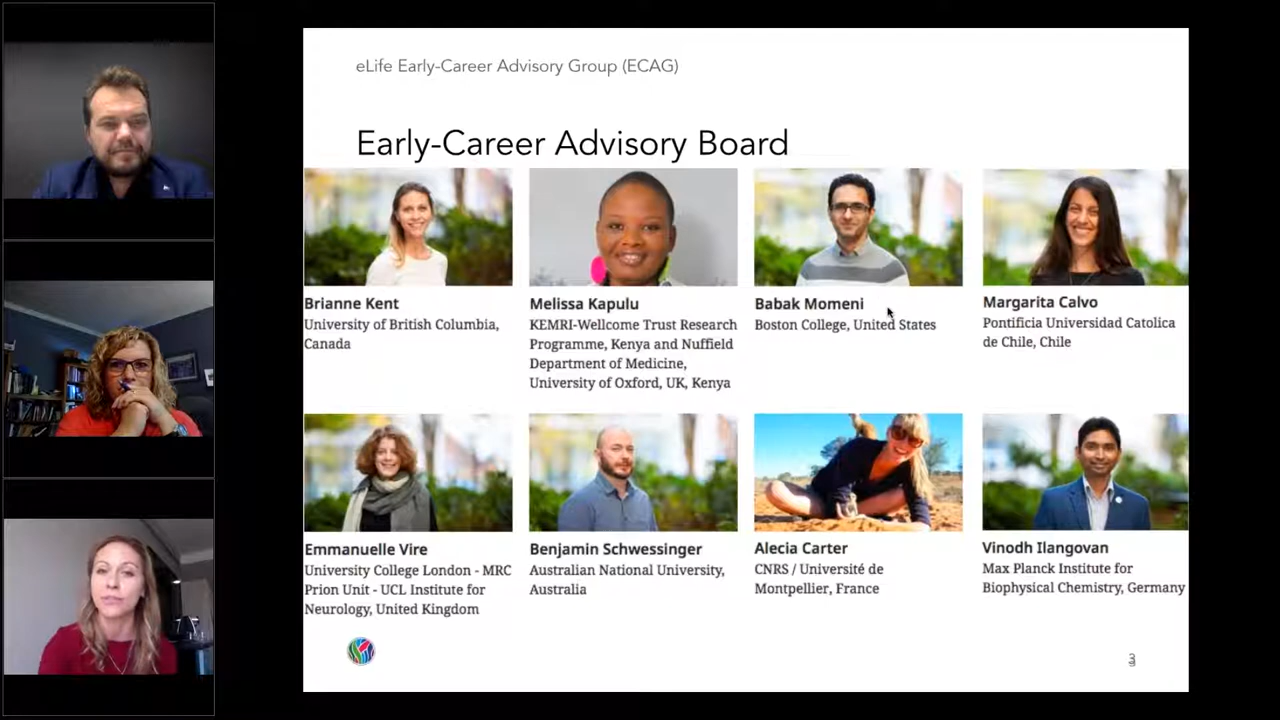 eLife Early-Career Advisory Group (ECAG)
Early-Career Advisory Board
Brianne Kent
University of British Columbia,
Canada
Melissa Kapulu
KEMRI-Wellcome Trust Research
Programme, Kenya and Nuffield
Department of Medicine,
University of Oxford, UK, Kenya
Babak Momeni
Boston College, United States
Margarita Calvo
Pontificia Universidad Catolica
de Chile, Chile
Emmanuelle Vire
University College London - MRC
Prion Unit - UCL Institute for
Neurology, United Kingdom
Benjamin Schwessinger
Australian National University,
Australia
Alecia Carter
CNRS / Université de
Montpellier, France
Vinodh Ilangovan
Max Planck Institute for
Biophysical Chemistry, Germany
3